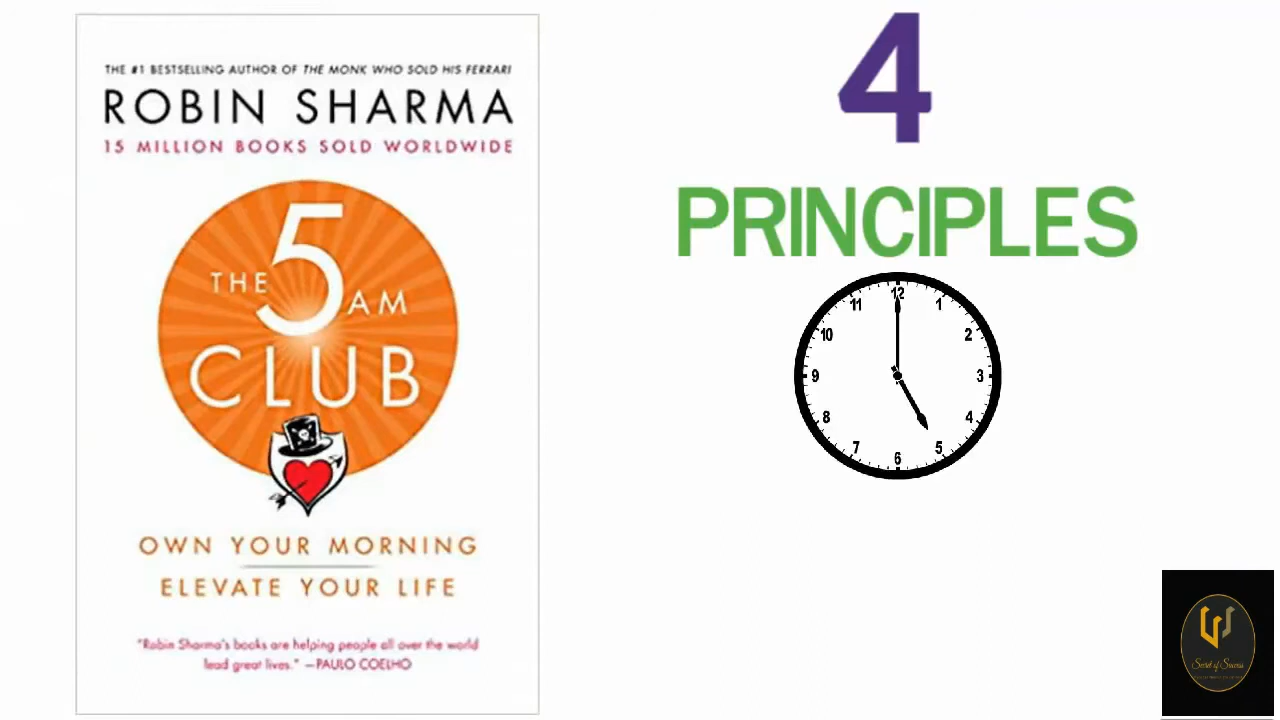 THE #1 BESTSELLING AUTHOR OF THE MONK WHO SOLD HIS FERRARI
ROBIN SHARMA
15 MILLION BOOKS SOLD WORLDWIDE
THE 5 AM
CLUB
OWN YOUR MORNING
ELEVATE YOUR LIFE
"Robin Sharma's books are helping people all over the world
lead great lives." —PAULO COELHO
4
PRINCIPLES
12
11 1
10 2
9 3
8 4
7 5
6
Secret of Success